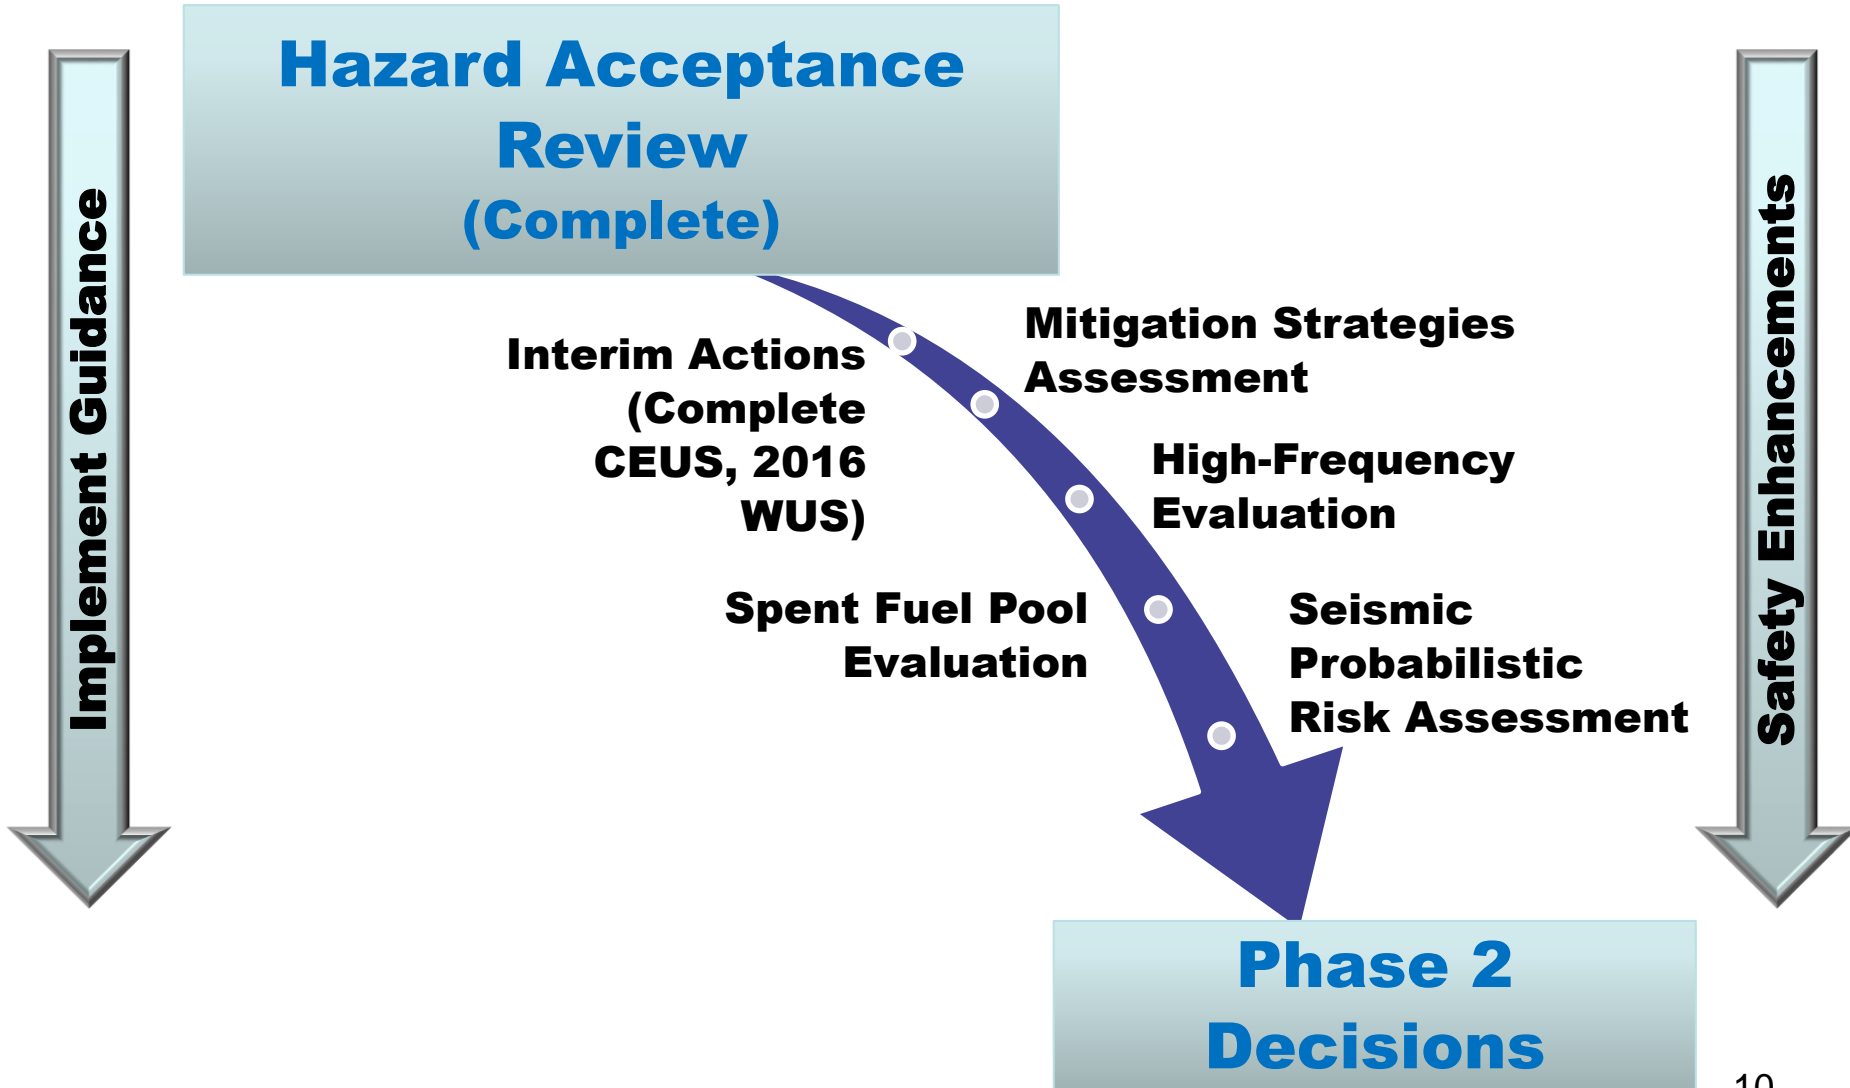 Hazard Acceptance
Review
(Complete)
Implement Guidance
Interim Actions
(Complete
CEUS, 2016
WUS)
Mitigation Strategies
Assessment
High-Frequency
Evaluation
Spent Fuel Pool
Evaluation
Seismic
Probabilistic
Risk Assessment
Safety Enhancements
Phase 2
Decisions
10